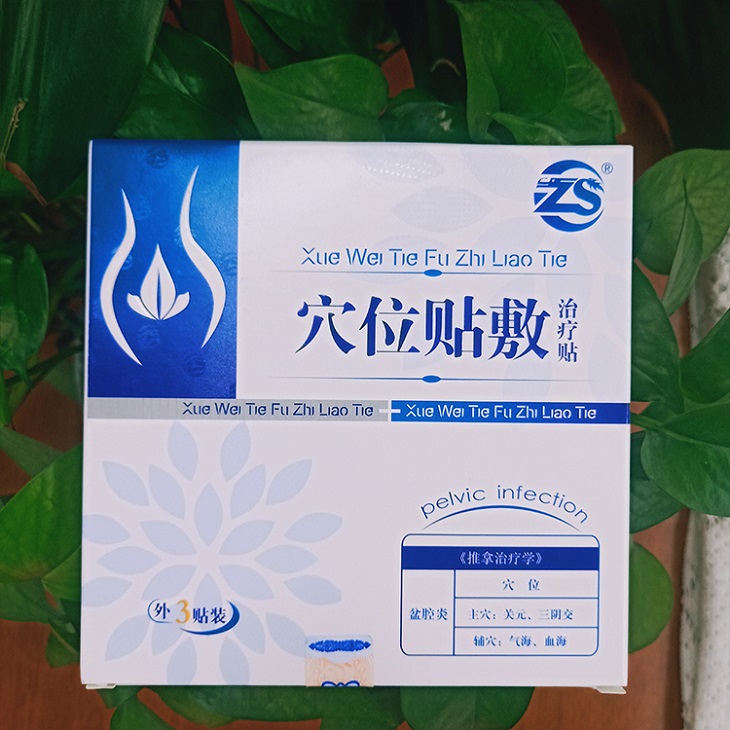 ZS®
Xue Wei Tie Fu Zhi Liao Tie
穴位贴敷
治疗贴
Xue Wei Tie Fu Zhi Liao Tie
Xue Wei Tie Fu Zhi Liao Tie
pelvic infection
《推拿治疗学》
穴 位
盆腔炎
主穴：关元、三阴交
辅穴：气海、血海
外3贴装